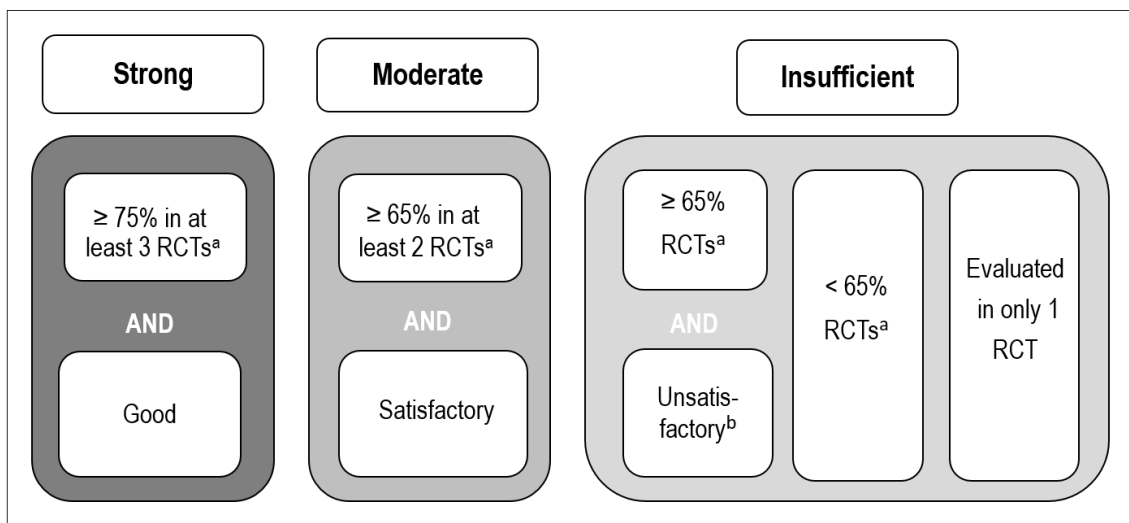 Strong
≥ 75% in at
least 3 RCTsᵃ
AND
Good
Moderate
≥ 65% in at
least 2 RCTsᵃ
AND
Satisfactory
Insufficient
≥ 65%
RCTsᵃ
AND
Unsatis-
factoryᵇ
< 65%
RCTsᵃ
Evaluated
in only 1
RCT